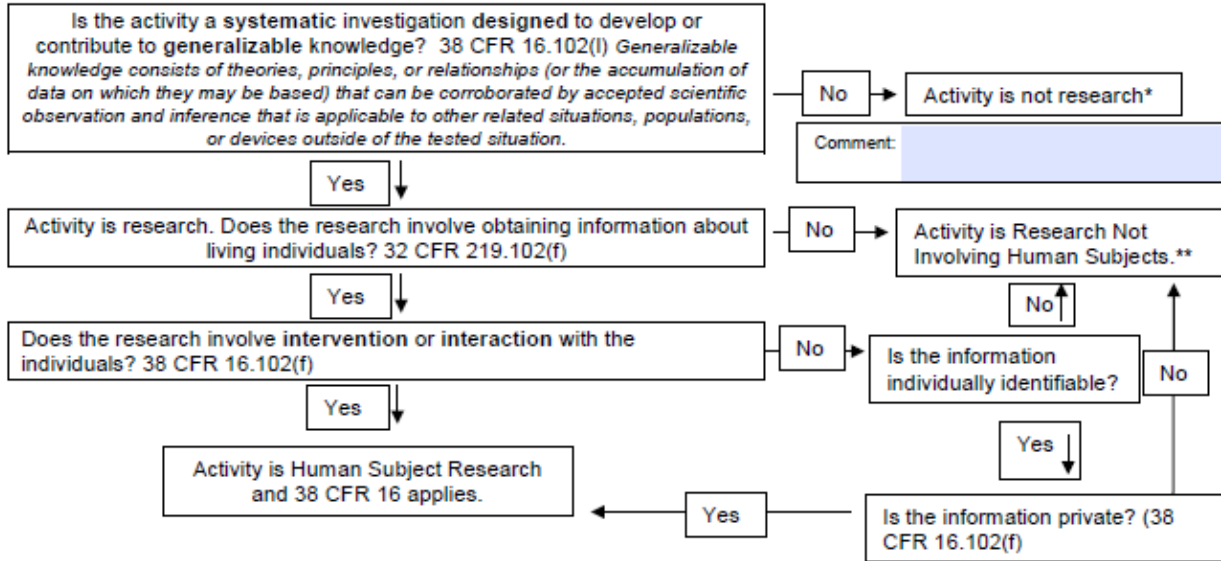 Is the activity a systematic investigation designed to develop or
contribute to generalizable knowledge? 38 CFR 16.102(l) Generalizable
knowledge consists of theories, principles, or relationships (or the accumulation of
data on which they may be based) that can be corroborated by accepted scientific
observation and inference that is applicable to other related situations, populations,
or devices outside of the tested situation.
No
Activity is not research*
Comment:
Yes
Activity is research. Does the research involve obtaining information about
living individuals? 32 CFR 219.102(f)
No
Activity is Research Not
Involving Human Subjects.**
Yes
No
Does the research involve intervention or interaction with the
individuals? 38 CFR 16.102(f)
No
Is the information
individually identifiable?
No
Yes
Yes
Activity is Human Subject Research
and 38 CFR 16 applies.
Yes
Is the information private? (38
CFR 16.102(f)